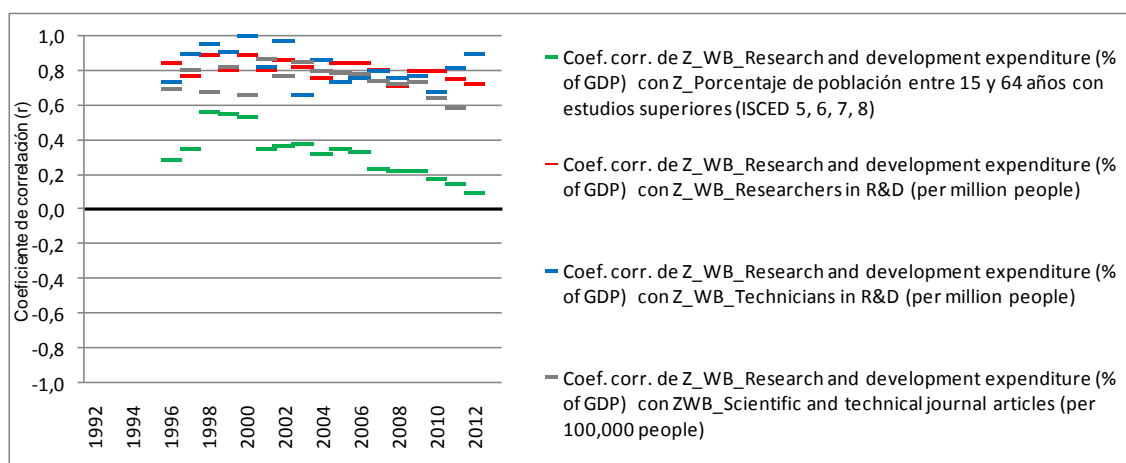 Coeficiente de correlación (r)
1,0
0,8
0,6
0,4
0,2
0,0
-0,2
-0,4
-0,6
-0,8
-1,0
1992
1994
1996
1998
2000
2002
2004
2006
2008
2010
2012
Coef. corr. de Z_WB_Research and development expenditure (%
of GDP) con Z_Porcentaje de población entre 15 y 64 años con
estudios superiores (ISCED 5, 6, 7, 8)
Coef. corr. de Z_WB_Research and development expenditure (%
of GDP) con Z_WB_Researchers in R&D (per million people)
Coef. corr. de Z_WB_Research and development expenditure (%
of GDP) con Z_WB_Technicians in R&D (per million people)
Coef. corr. de Z_WB_Research and development expenditure (%
of GDP) con ZWB_Scientific and technical journal articles (per
100,000 people)